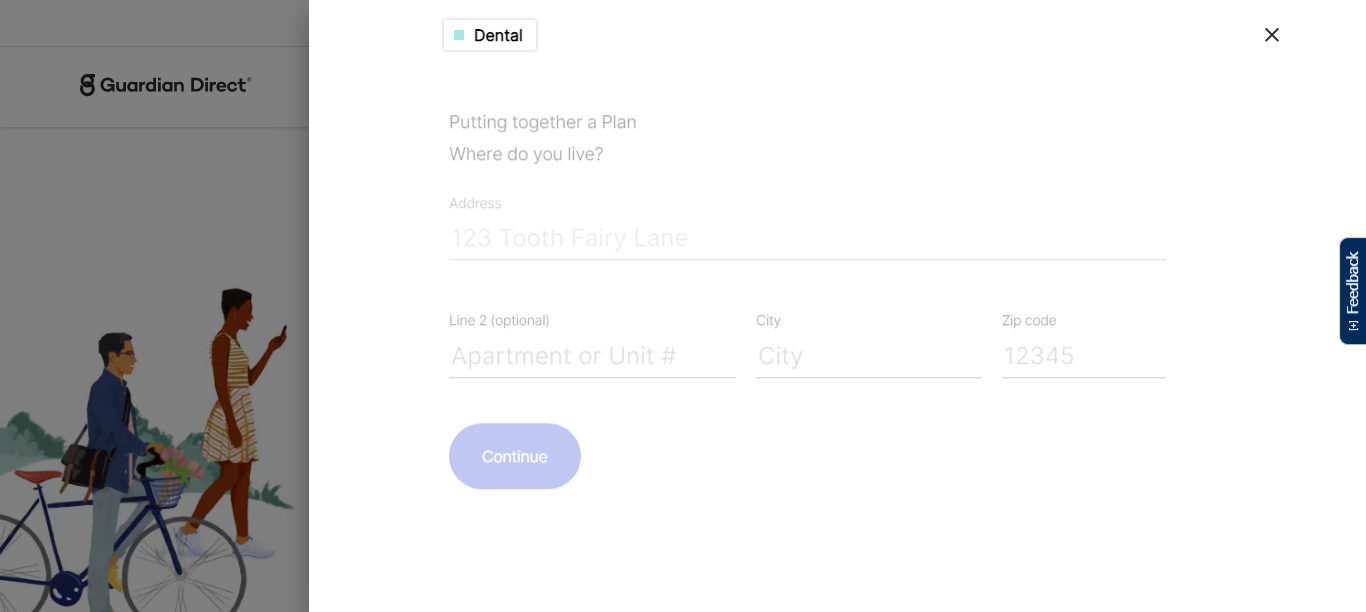 Dental
Guardian Direct®
Putting together a Plan
Where do you live?
Address
123 Tooth Fairy Lane
Line 2 (optional)
City
Zip code
Apartment or Unit #
City
12345
Continue
[+] Feedback